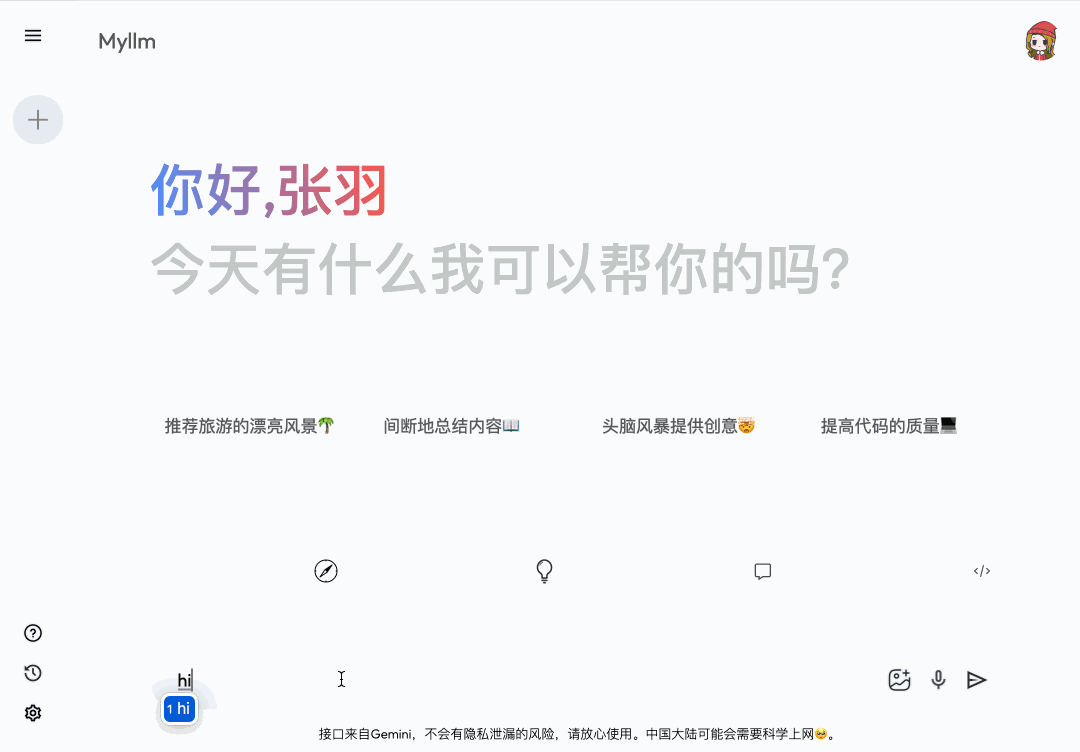 Myllm
你好,张羽
今天有什么我可以帮你的吗?
推荐旅游的漂亮风景🌴
间断地总结内容📖
头脑风暴提供创意🤯
提高代码的质量💻
hi
1 hi
接口来自Gemini，不会有隐私泄漏的风险，请放心使用。中国大陆可能会需要科学上网🥹。